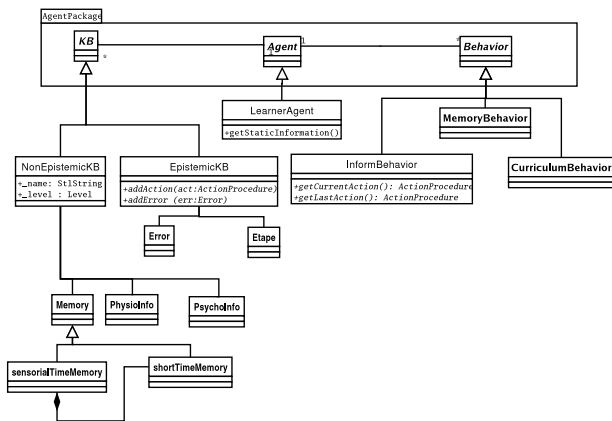 AgentPackage
KB
Agent
Behavior
*
1
1
*
LearnerAgent
+getStaticInformation()
MemoryBehavior
NonEpistemicKB
+_name: StlString
+_level : Level
EpistemicKB
+addAction(act:ActionProcedure)
+addError (err:Error)
InformBehavior
+getCurrentAction(): ActionProcedure
+getLastAction(): ActionProcedure
CurriculumBehavior
Error
Etape
Memory
PhysioInfo
PsychoInfo
sensorialTimeMemory
shortTimeMemory